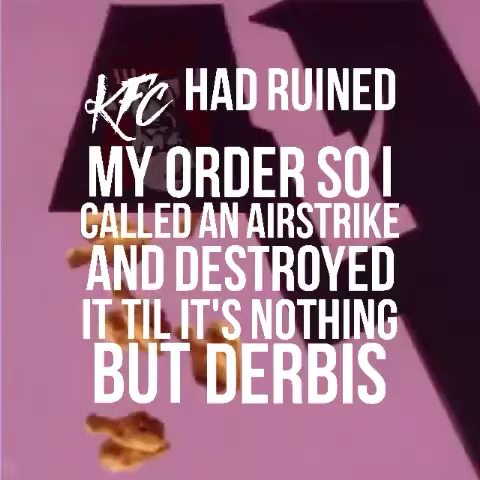 KFC HAD RUINED
MY ORDER SO I
CALLED AN AIRSTRIKE
AND DESTROYED
IT TIL IT'S NOTHING
BUT DERBIS